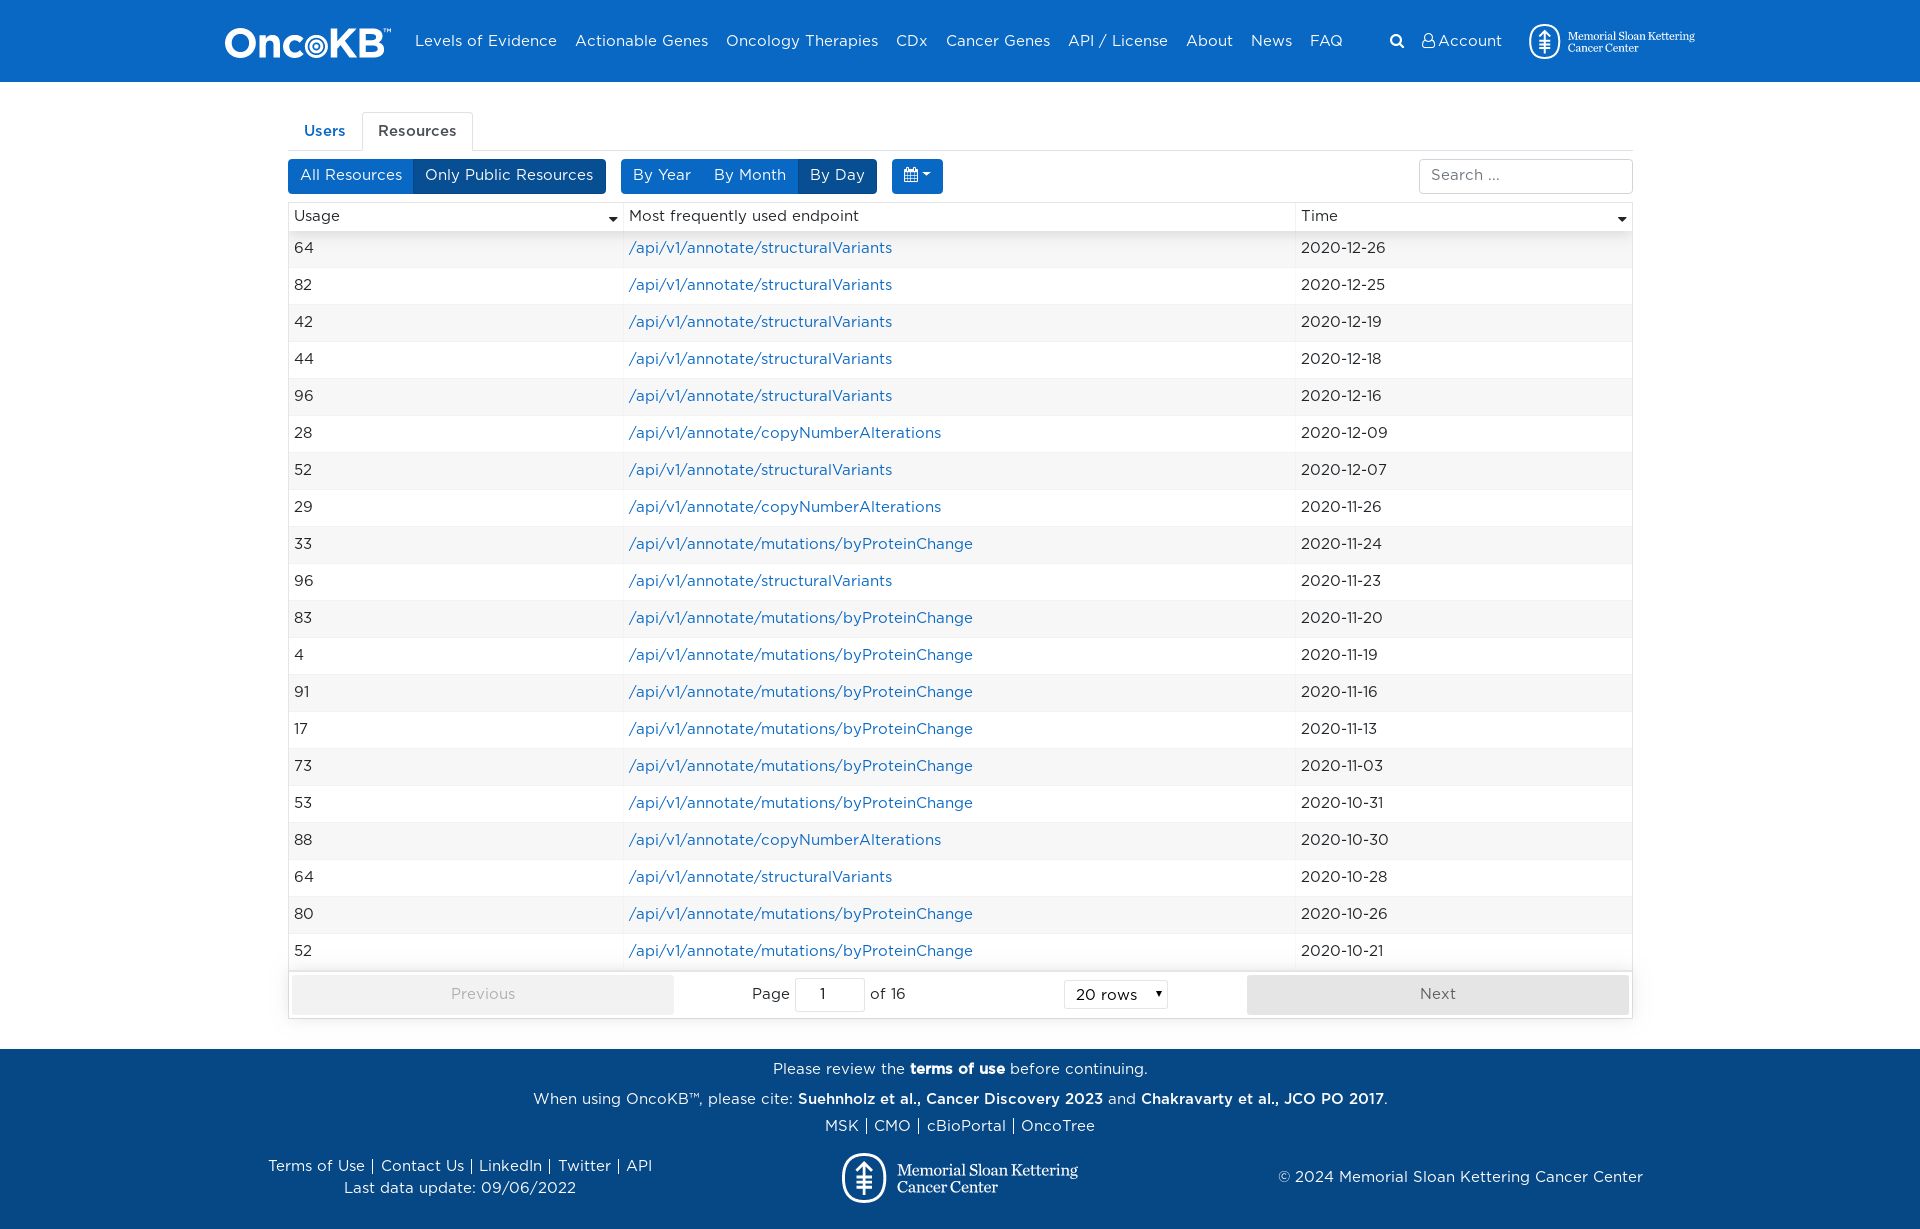 OncoKB™ Levels of Evidence Actionable Genes Oncology Therapies CDx Cancer Genes API / License About News FAQ Account Memorial Sloan Kettering
Cancer Center
Users Resources
All Resources Only Public Resources By Year By Month By Day Search ...
Usage Most frequently used endpoint Time
64 /api/v1/annotate/structuralVariants 2020-12-26
82 /api/v1/annotate/structuralVariants 2020-12-25
42 /api/v1/annotate/structuralVariants 2020-12-19
44 /api/v1/annotate/structuralVariants 2020-12-18
96 /api/v1/annotate/structuralVariants 2020-12-16
28 /api/v1/annotate/copyNumberAlterations 2020-12-09
52 /api/v1/annotate/structuralVariants 2020-12-07
29 /api/v1/annotate/copyNumberAlterations 2020-11-26
33 /api/v1/annotate/mutations/byProteinChange 2020-11-24
96 /api/v1/annotate/structuralVariants 2020-11-23
83 /api/v1/annotate/mutations/byProteinChange 2020-11-20
4 /api/v1/annotate/mutations/byProteinChange 2020-11-19
91 /api/v1/annotate/mutations/byProteinChange 2020-11-16
17 /api/v1/annotate/mutations/byProteinChange 2020-11-13
73 /api/v1/annotate/mutations/byProteinChange 2020-11-03
53 /api/v1/annotate/mutations/byProteinChange 2020-10-31
88 /api/v1/annotate/copyNumberAlterations 2020-10-30
64 /api/v1/annotate/structuralVariants 2020-10-28
80 /api/v1/annotate/mutations/byProteinChange 2020-10-26
52 /api/v1/annotate/mutations/byProteinChange 2020-10-21
Previous Page 1 of 16 20 rows Next
Please review the terms of use before continuing.
When using OncoKB™, please cite: Suehnholz et al., Cancer Discovery 2023 and Chakravarty et al., JCO PO 2017.
MSK | CMO | cBioPortal | OncoTree
Terms of Use | Contact Us | LinkedIn | Twitter | API
Last data update: 09/06/2022
Memorial Sloan Kettering
Cancer Center
© 2024 Memorial Sloan Kettering Cancer Center